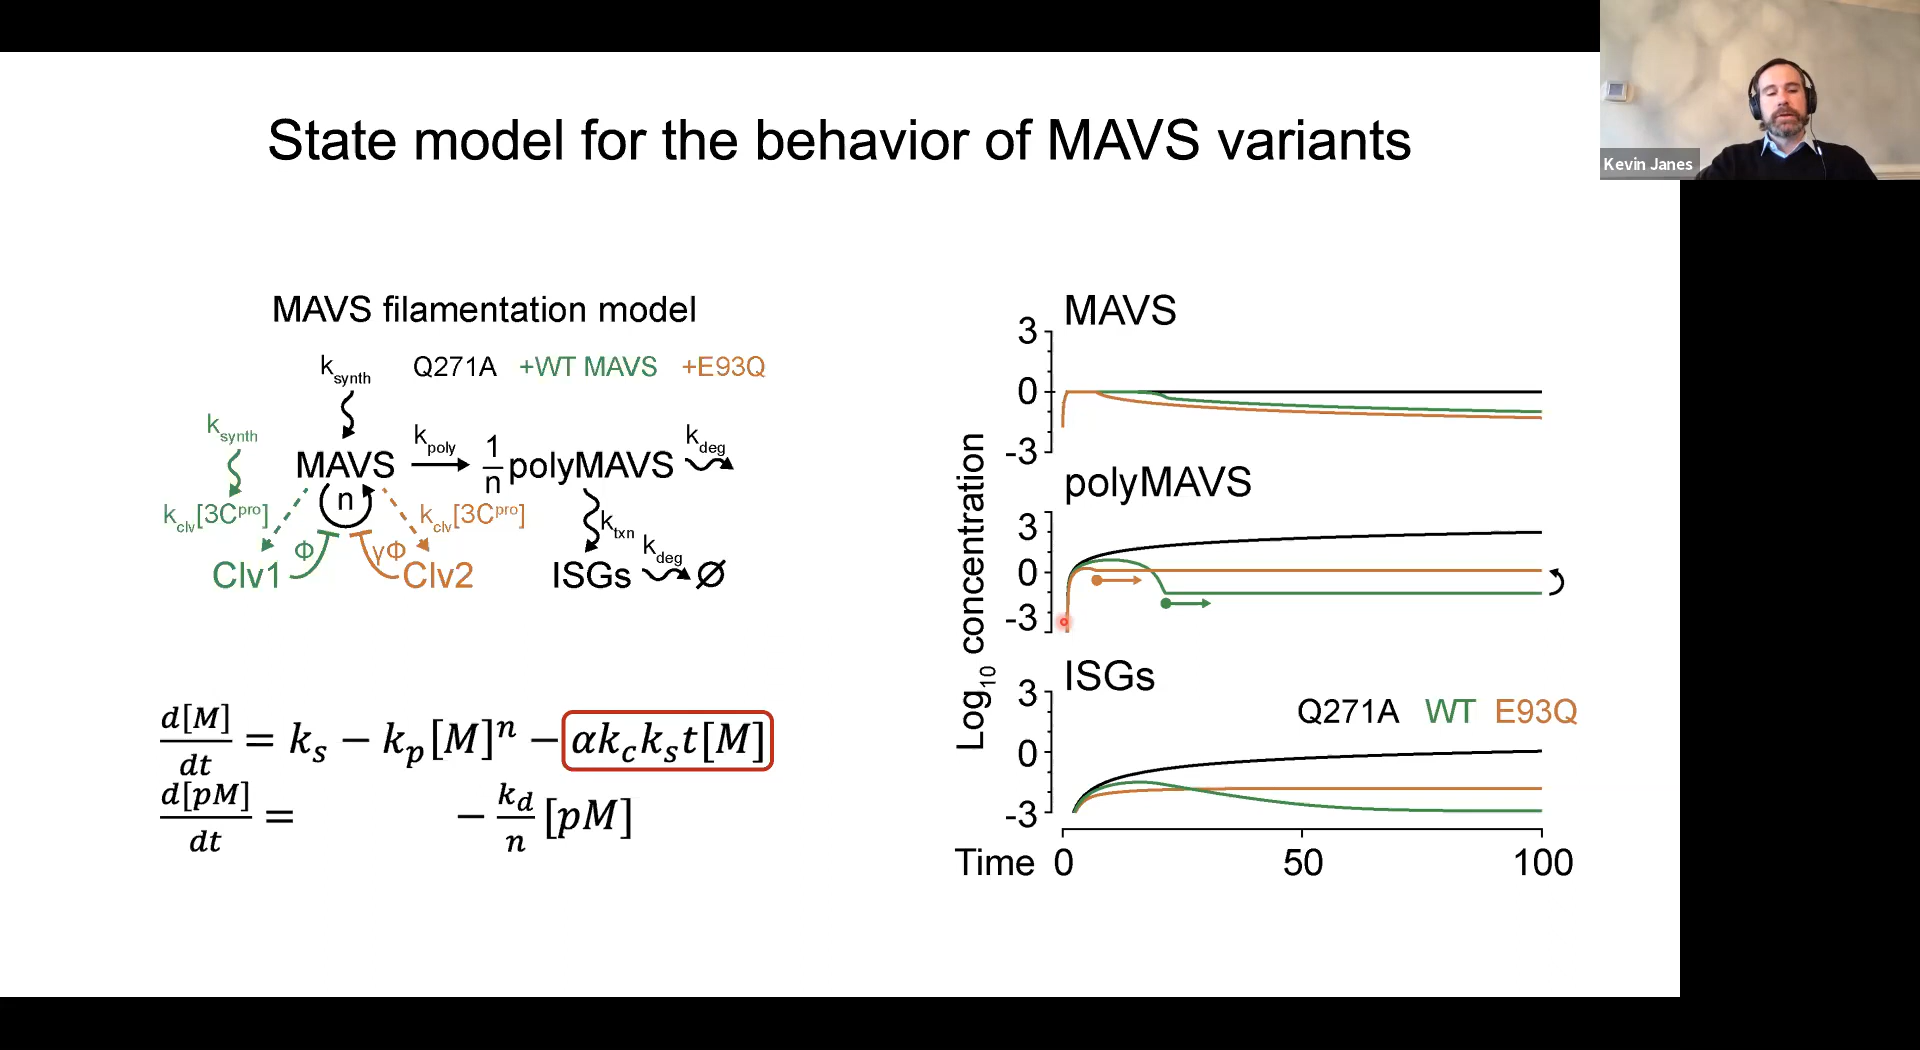 Kevin Janes
State model for the behavior of MAVS variants
MAVS filamentation model
k_synth Q271A +WT MAVS +E93Q
k_synth
MAVS k_poly 1/n polyMAVS k_deg
n
k_clv[3C^pro] k_clv[3C^pro] k_txn
Φ γΦ k_deg
Clv1 Clv2 ISGs ∅
d[M]/dt = k_s − k_p[M]^n − αk_c k_s t[M]
d[pM]/dt = − k_d/n [pM]
Log₁₀ concentration
MAVS
3
0
-3
polyMAVS
3
0
-3
ISGs
3
Q271A WT E93Q
0
-3
Time 0 50 100